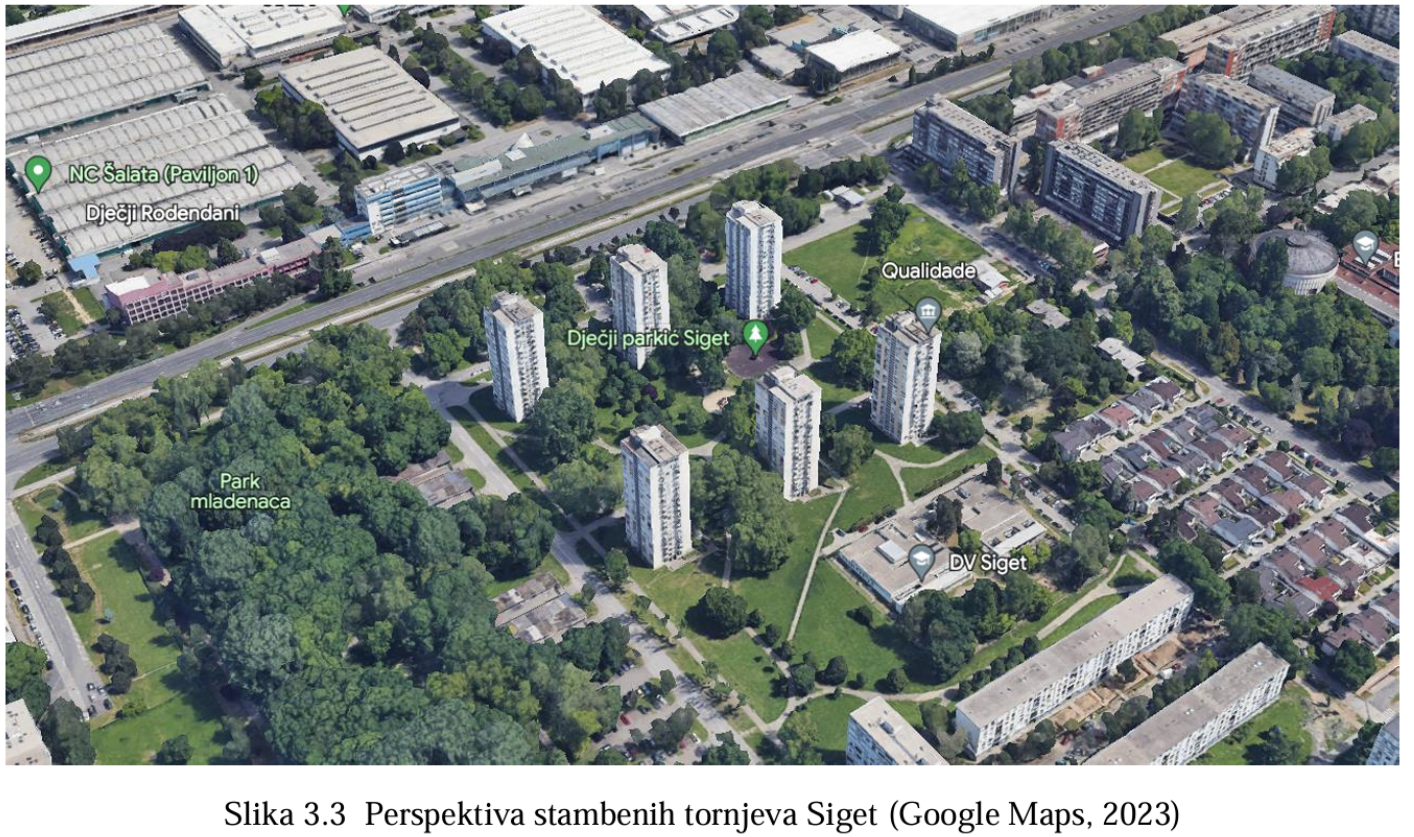 NC Šalata (Paviljon 1)
Dječji Rođendani
Qualidade
Dječji parkić Siget
Park
mladenaca
DV Siget
Slika 3.3 Perspektiva stambenih tornjeva Siget (Google Maps, 2023)